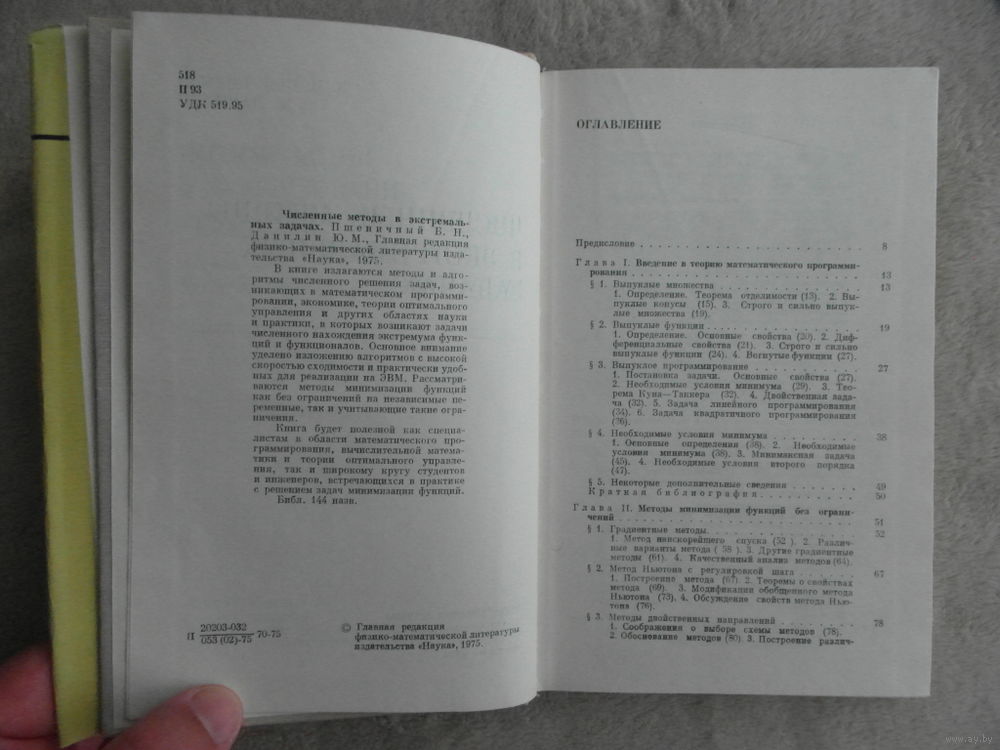 518
П 93
УДК 519.95
Численные методы в экстремаль-
ных задачах. Пшеничный Б. Н.,
Данилин Ю. М., Главная редакция
физико-математической литературы изда-
тельства «Наука», 1975.
В книге излагаются методы и алго-
ритмы численного решения задач, воз-
никающих в математическом программи-
ровании, экономике, теории оптимального
управления и других областях науки
и практики, в которых возникают задачи
численного нахождения экстремума функ-
ций и функционалов. Основное внимание
уделено изложению алгоритмов с высокой
скоростью сходимости и практически удоб-
ных для реализации на ЭВМ. Рассматри-
ваются методы минимизации функций
как без ограничений на независимые пе-
ременные, так и учитывающие такие огра-
ничения.
Книга будет полезной как специа-
листам в области математического про-
граммирования, вычислительной матема-
тики и теории оптимального управле-
ния, так и широкому кругу студентов
и инженеров, встречающихся в практике
с решением задач минимизации функций.
Библ. 144 назв.
П 20203-032 / 053 (02)-75 70-75
© Главная редакция
физико-математической литературы
издательства «Наука», 1975.
ОГЛАВЛЕНИЕ
Предисловие . . . 8
Глава I. Введение в теорию математического программи-
рования . . . 13
§ 1. Выпуклые множества . . . 13
1. Определение. Теорема отделимости (13). 2. Вы-
пуклые конусы (15). 3. Строго и сильно выпук-
лые множества (19).
§ 2. Выпуклые функции . . . 19
1. Определение. Основные свойства (20). 2. Диф-
ференциальные свойства (21). 3. Строго и сильно
выпуклые функции (24). 4. Вогнутые функции (27).
§ 3. Выпуклое программирование . . . 27
1. Постановка задачи. Основные свойства (27).
2. Необходимые условия минимума (29). 3. Тео-
рема Куна—Таккера (32). 4. Двойственная зада-
ча (32). 5. Задача линейного программирования
(34). 6. Задача квадратичного программирования
(36).
§ 4. Необходимые условия минимума . . . 38
1. Основные определения (38). 2. Необходимые
условия минимума (38). 3. Минимаксная задача
(45). 4. Необходимые условия второго порядка
(47).
§ 5. Некоторые дополнительные сведения . . . 49
Краткая библиография . . . 50
Глава II. Методы минимизации функций без ограни-
чений . . . 51
§ 1. Градиентные методы . . . 52
1. Метод наискорейшего спуска (52 ). 2. Различ-
ные варианты метода ( 58 ). 3. Другие градиентные
методы (61). 4. Качественный анализ методов (64).
§ 2. Метод Ньютона с регулировкой шага . . . 67
1. Построение метода (67). 2. Теоремы о свойствах
метода (69). 3. Модификации обобщенного метода
Ньютона (73). 4. Обсуждение свойств метода Нью-
тона (76).
§ 3. Методы двойственных направлений . . . 78
1. Соображения о выборе схемы методов (78).
2. Обоснование методов (80). 3. Построение различ-
www.ay.by